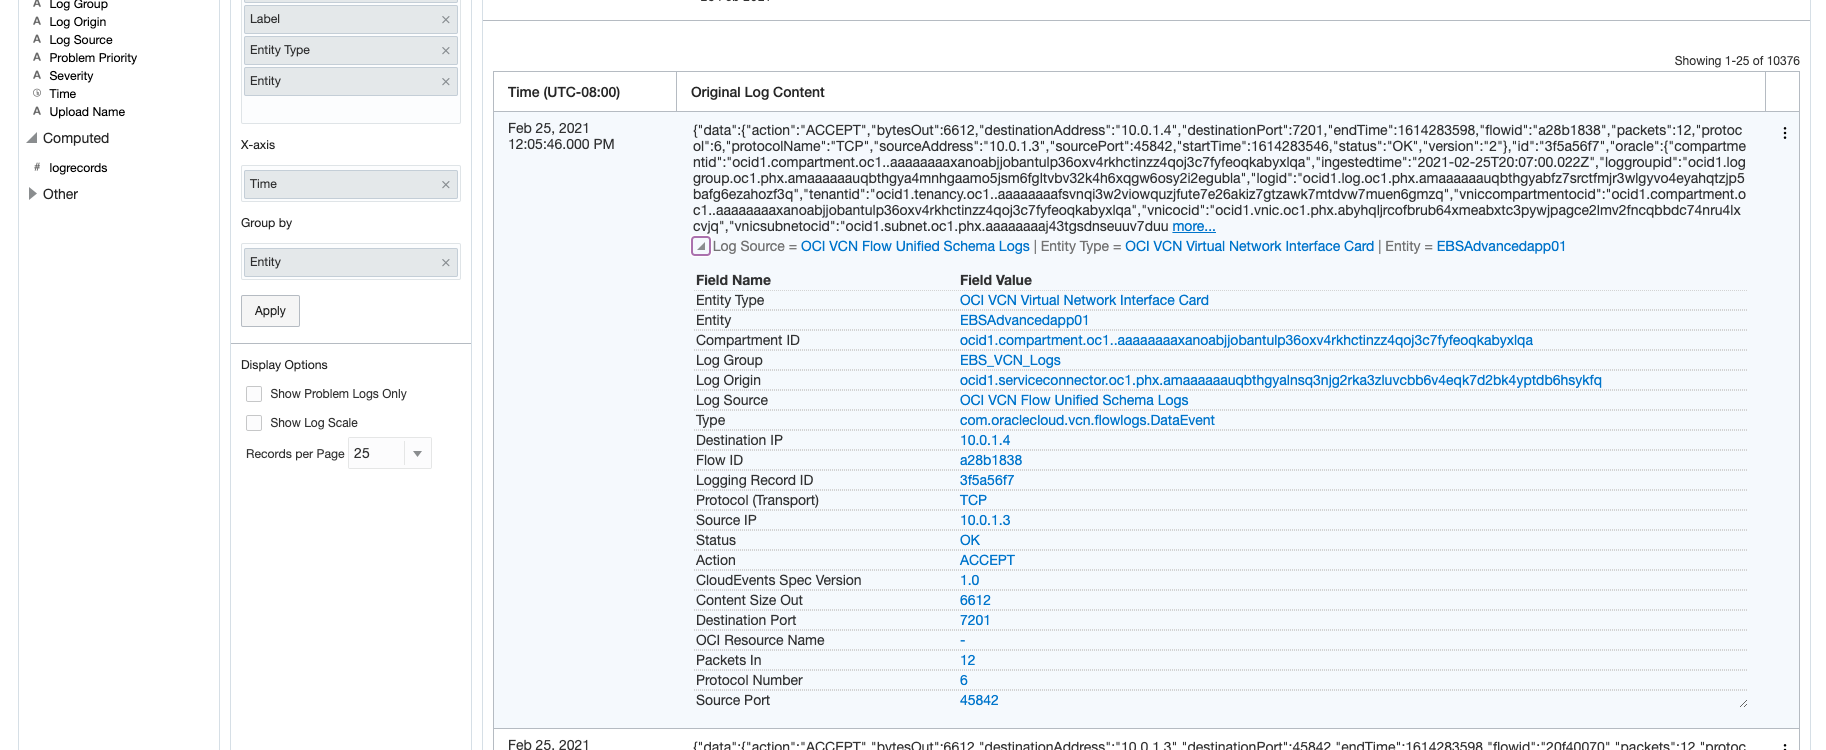 Log Group
Log Origin
Log Source
Problem Priority
Severity
Time
Upload Name
Computed
# logrecords
Other
Label
Entity Type
Entity
X-axis
Time
Group by
Entity
Apply
Display Options
Show Problem Logs Only
Show Log Scale
Records per Page 25
Showing 1-25 of 10376
Time (UTC-08:00) Original Log Content
Feb 25, 2021
12:05:46.000 PM
{"data":{"action":"ACCEPT","bytesOut":6612,"destinationAddress":"10.0.1.4","destinationPort":7201,"endTime":1614283598,"flowid":"a28b1838","packets":12,"protoc
ol":6,"protocolName":"TCP","sourceAddress":"10.0.1.3","sourcePort":45842,"startTime":1614283546,"status":"OK","version":"2"},"id":"3f5a56f7","oracle":{"compartme
ntid":"ocid1.compartment.oc1..aaaaaaaaxanoabjjobantulp36oxv4rkhctinzz4qoj3c7fyfeoqkabyxlqa","ingestedtime":"2021-02-25T20:07:00.022Z","loggroupid":"ocid1.log
group.oc1.phx.amaaaaaauqbthgya4mnhgaamo5jsm6fgltvbv32k4h6xqgw6osy2i2egubla","logid":"ocid1.log.oc1.phx.amaaaaaauqbthgyabfz7srctfmjr3wlgyvo4eyahqtzjp5
bafg6ezahozf3q","tenantid":"ocid1.tenancy.oc1..aaaaaaaafsvnqi3w2viowquzjfute7e26akiz7gtzawk7mtdvw7muen6gmzq","vniccompartmentocid":"ocid1.compartment.o
c1..aaaaaaaaxanoabjjobantulp36oxv4rkhctinzz4qoj3c7fyfeoqkabyxlqa","vnicocid":"ocid1.vnic.oc1.phx.abyhqljrcofbrub64xmeabxtc3pywjpagce2lmv2fncqbbdc74nru4lx
cvjq","vnicsubnetocid":"ocid1.subnet.oc1.phx.aaaaaaaaj43tgsdnseuuv7duu more...
Log Source = OCI VCN Flow Unified Schema Logs | Entity Type = OCI VCN Virtual Network Interface Card | Entity = EBSAdvancedapp01
Field Name Field Value
Entity Type OCI VCN Virtual Network Interface Card
Entity EBSAdvancedapp01
Compartment ID ocid1.compartment.oc1..aaaaaaaaxanoabjjobantulp36oxv4rkhctinzz4qoj3c7fyfeoqkabyxlqa
Log Group EBS_VCN_Logs
Log Origin ocid1.serviceconnector.oc1.phx.amaaaaaauqbthgyalnsq3njg2rka3zluvcbb6v4eqk7d2bk4yptdb6hsykfq
Log Source OCI VCN Flow Unified Schema Logs
Type com.oraclecloud.vcn.flowlogs.DataEvent
Destination IP 10.0.1.4
Flow ID a28b1838
Logging Record ID 3f5a56f7
Protocol (Transport) TCP
Source IP 10.0.1.3
Status OK
Action ACCEPT
CloudEvents Spec Version 1.0
Content Size Out 6612
Destination Port 7201
OCI Resource Name -
Packets In 12
Protocol Number 6
Source Port 45842
Feb 25, 2021 {"data":{"action":"ACCEPT","bytesOut":6612,"destinationAddress":"10.0.1.3","destinationPort":45842,"endTime":1614283598,"flowid":"20f40070","packets":12,"protoc